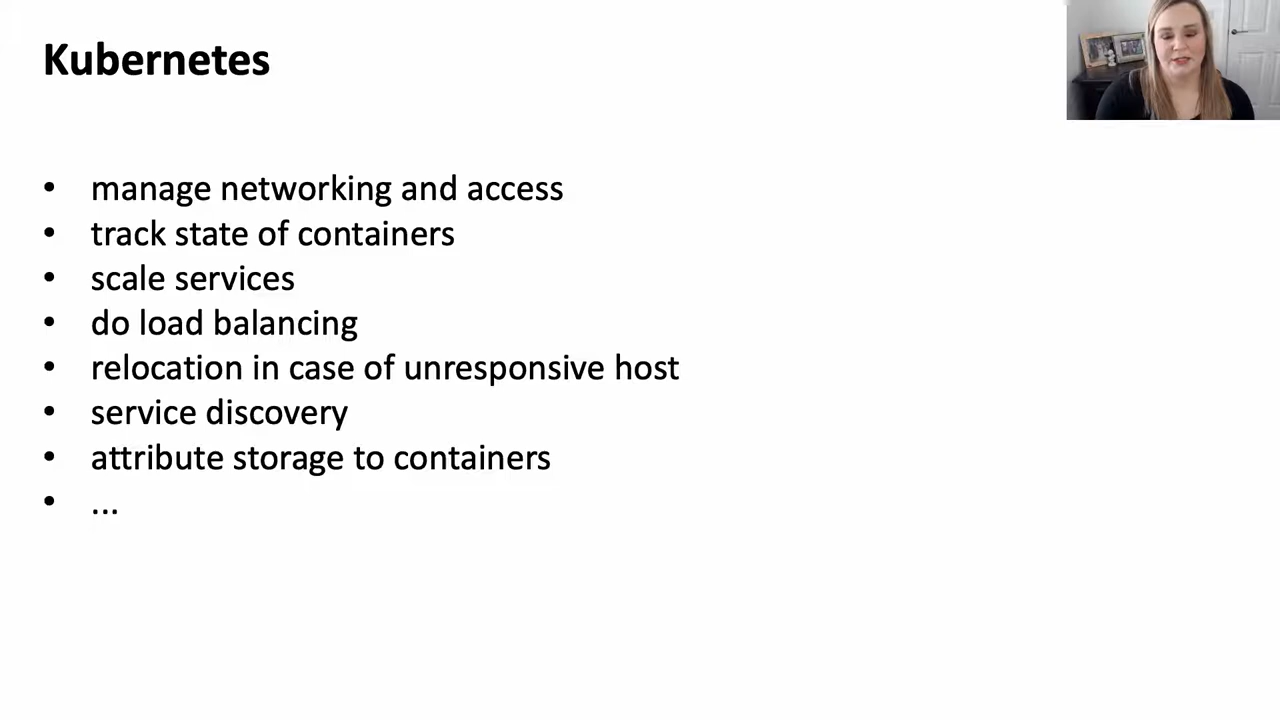 Kubernetes
• manage networking and access
• track state of containers
• scale services
• do load balancing
• relocation in case of unresponsive host
• service discovery
• attribute storage to containers
• ...